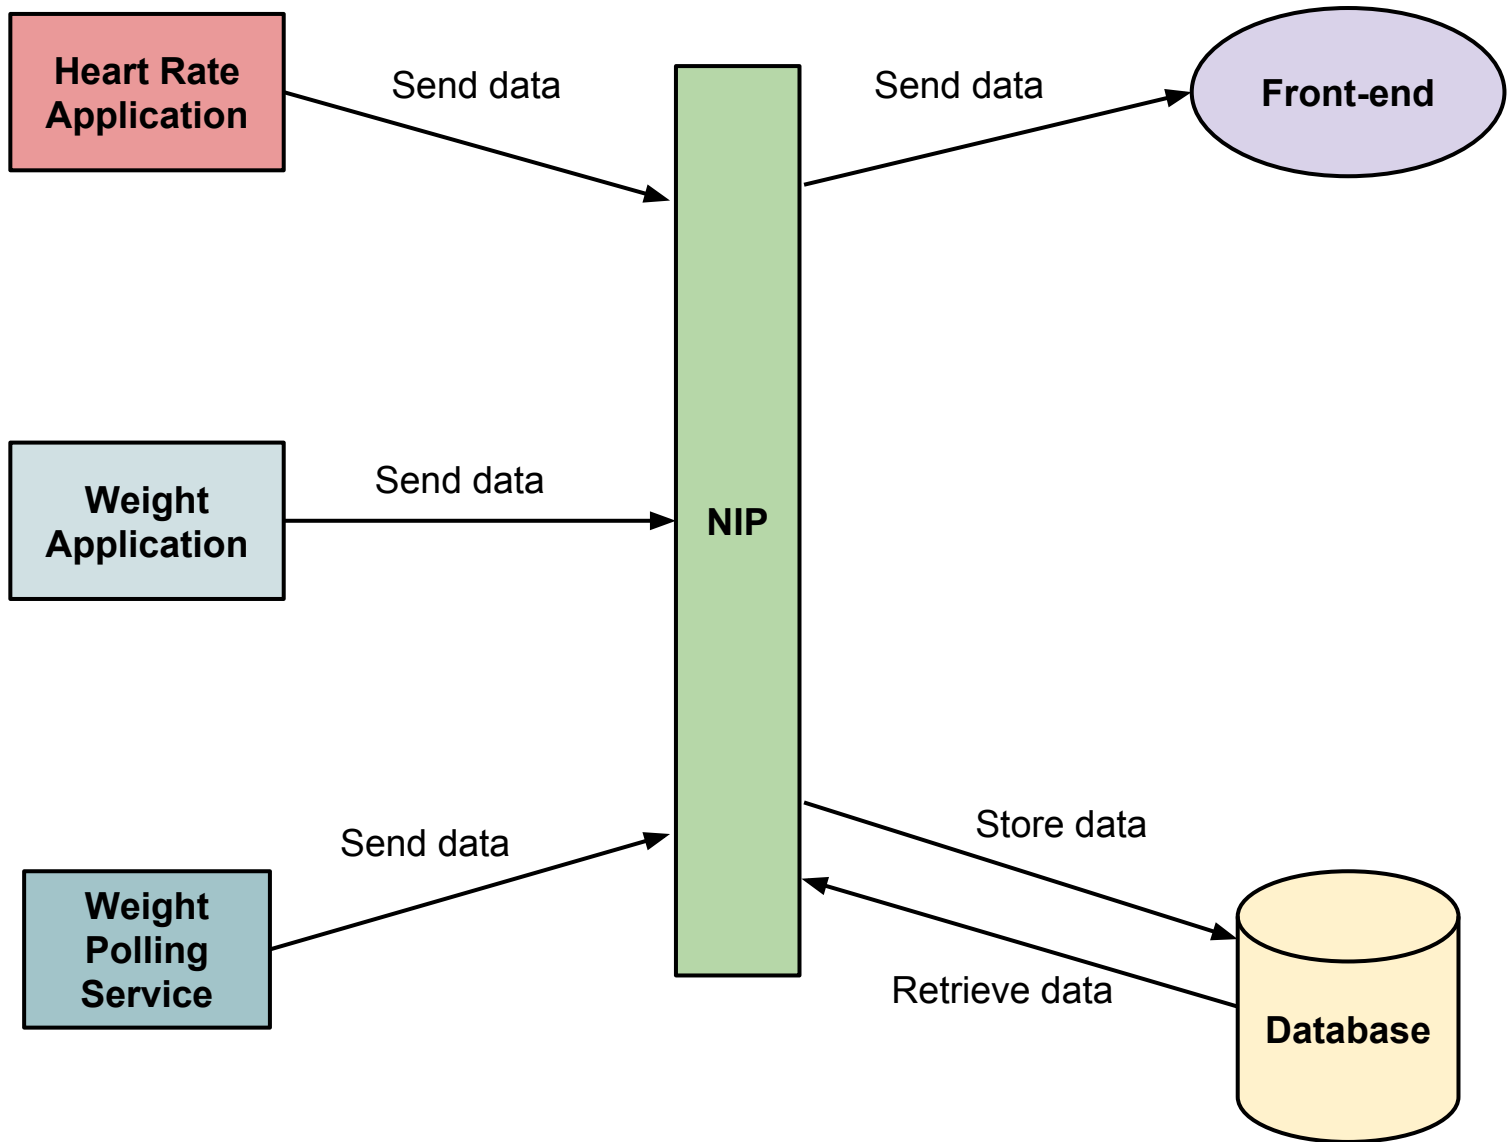 Heart Rate
Application
Send data
Send data
Front-end
Weight
Application
Send data
NIP
Send data
Store data
Weight
Polling
Service
Retrieve data
Database